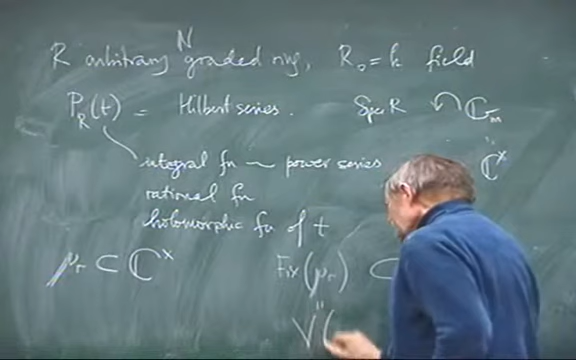 R arbitrary ℕ graded ring, R₀ = k field
P_R(t) = Hilbert series. Spec R ↶ 𝔾_m
integral fn ~ power series ℂ^×
rational fn
holomorphic fn of t
μ_r ⊂ ℂ^× Fix(μ_r) ⊂
"
V(